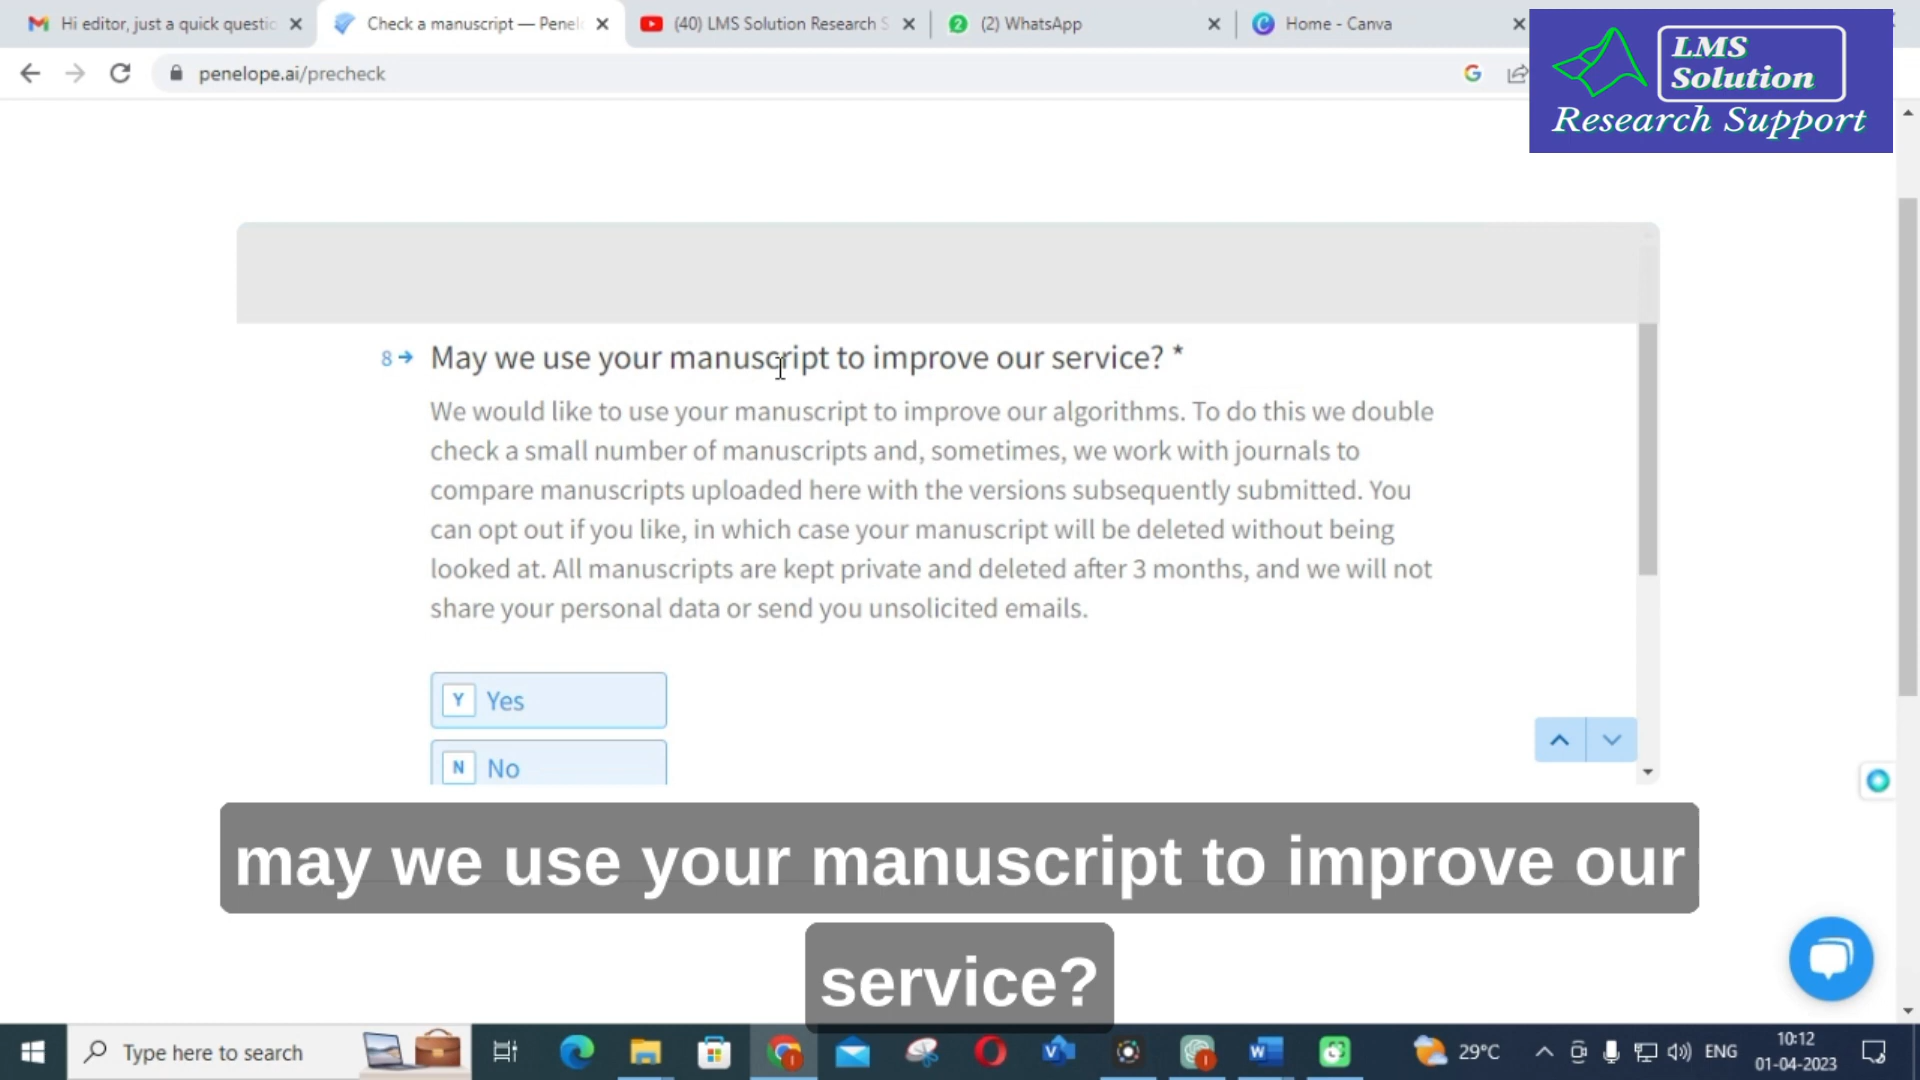 Hi editor, just a quick questic
Check a manuscript — Penel
(40) LMS Solution Research S
2
(2) WhatsApp
Home - Canva
penelope.ai/precheck
LMS
Solution
Research Support
8 May we use your manuscript to improve our service? *
We would like to use your manuscript to improve our algorithms. To do this we double
check a small number of manuscripts and, sometimes, we work with journals to
compare manuscripts uploaded here with the versions subsequently submitted. You
can opt out if you like, in which case your manuscript will be deleted without being
looked at. All manuscripts are kept private and deleted after 3 months, and we will not
share your personal data or send you unsolicited emails.
Y Yes
N No
may we use your manuscript to improve our
service?
Type here to search
29°C
ENG
10:12
01-04-2023